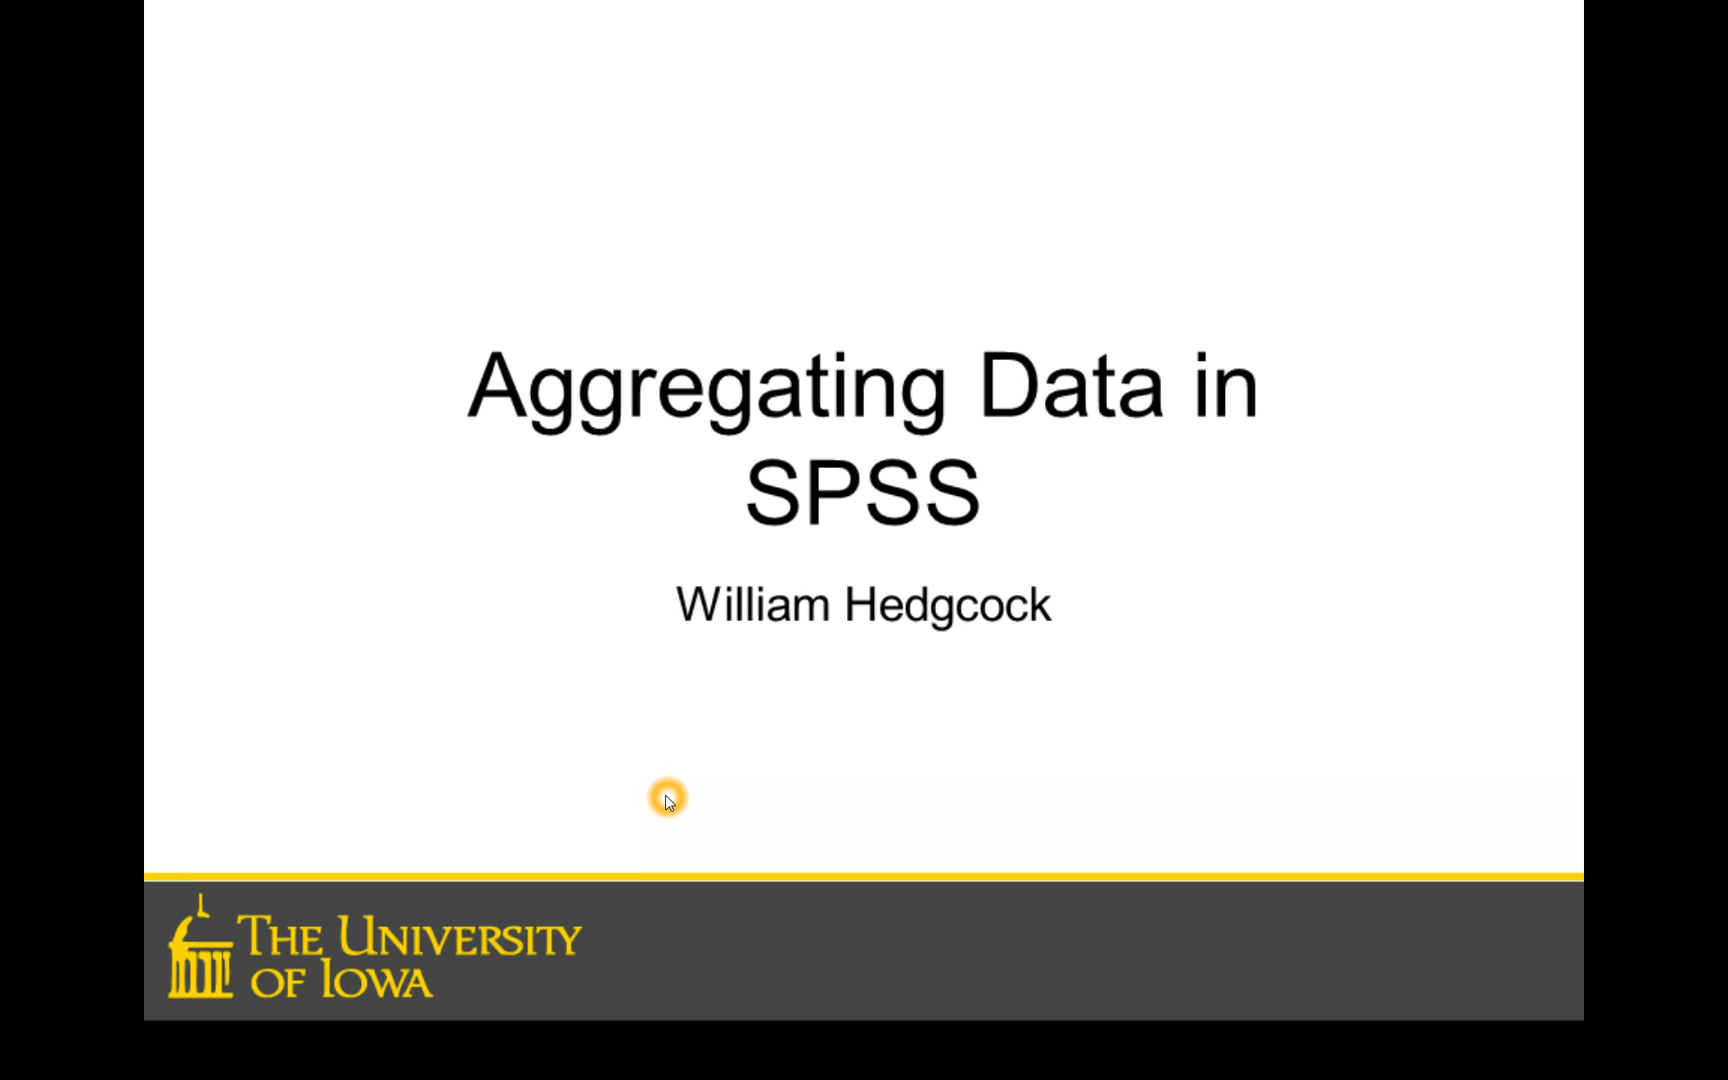 Aggregating Data in
SPSS
William Hedgcock
THE UNIVERSITY
OF IOWA